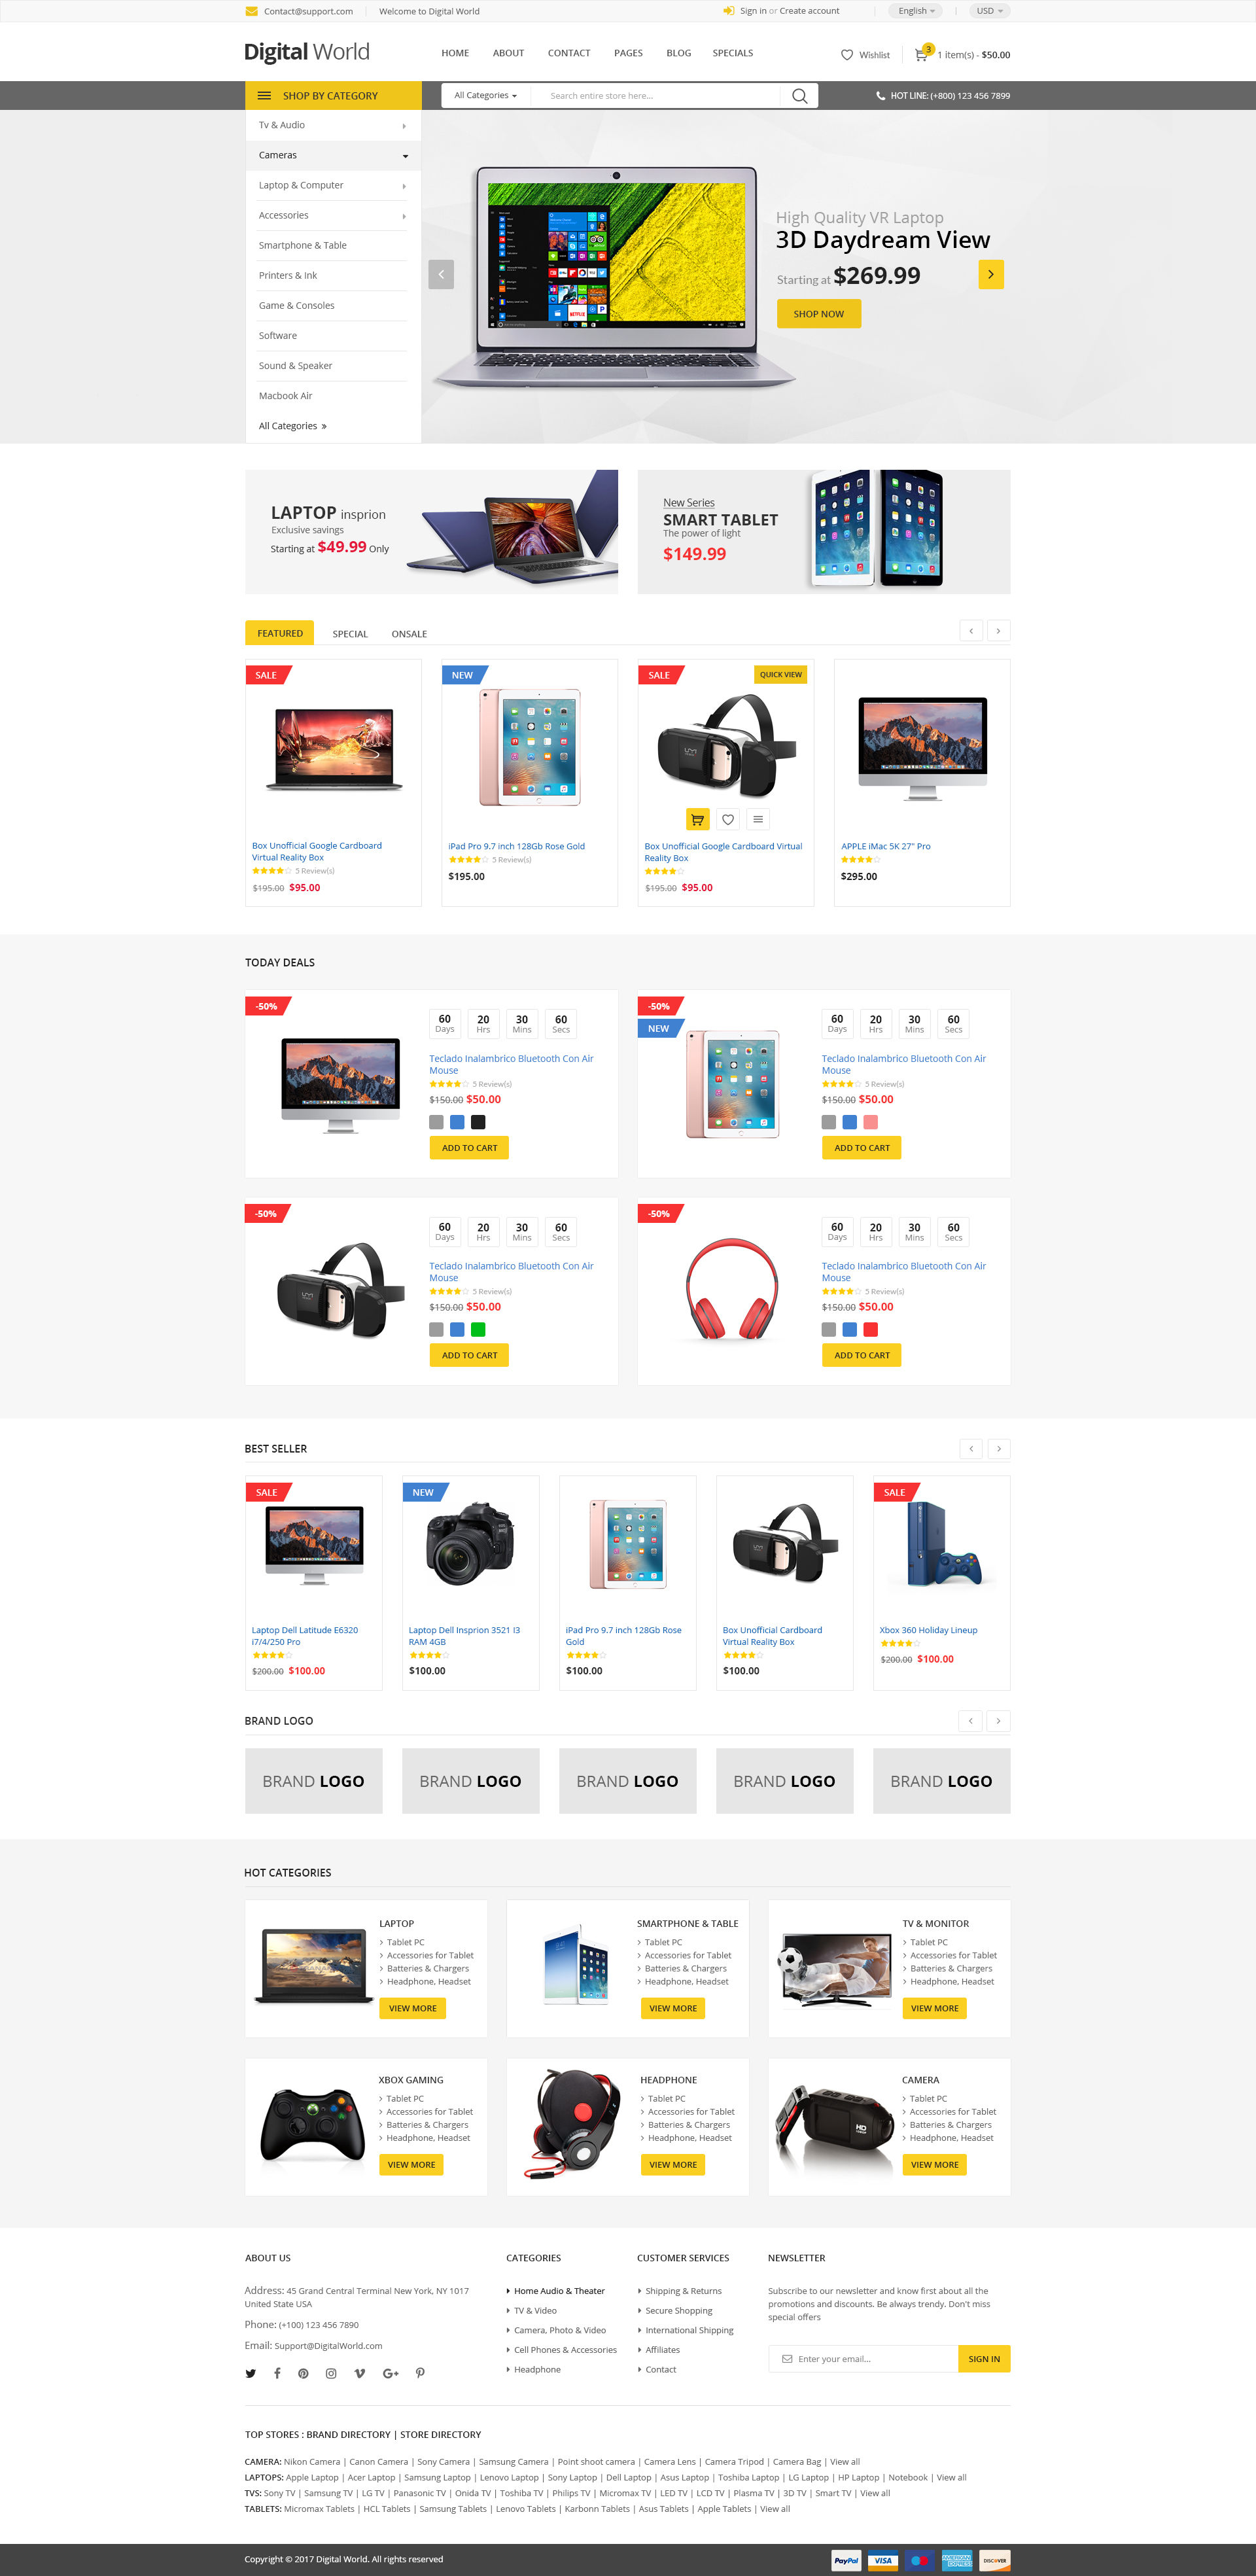 Contact@support.com Welcome to Digital World Sign in or Create account English USD
Digital World HOME ABOUT CONTACT PAGES BLOG SPECIALS Wishlist 3 1 item(s) - $50.00
SHOP BY CATEGORY All Categories Search entire store here... HOT LINE: (+800) 123 456 7899
Tv & Audio
Cameras
Laptop & Computer
Accessories
Smartphone & Table
Printers & Ink
Game & Consoles
Software
Sound & Speaker
Macbook Air
All Categories »
High Quality VR Laptop
3D Daydream View
Starting at $269.99
SHOP NOW
LAPTOP insprion
Exclusive savings
Starting at $49.99 Only
New Series
SMART TABLET
The power of light
$149.99
FEATURED SPECIAL ONSALE
SALE
Box Unofficial Google Cardboard
Virtual Reality Box
5 Review(s)
$195.00 $95.00
NEW
iPad Pro 9.7 inch 128Gb Rose Gold
5 Review(s)
$195.00
SALE QUICK VIEW
Box Unofficial Google Cardboard Virtual
Reality Box
$195.00 $95.00
APPLE iMac 5K 27" Pro
$295.00
TODAY DEALS
-50%
60 20 30 60
Days Hrs Mins Secs
Teclado Inalambrico Bluetooth Con Air
Mouse
5 Review(s)
$150.00 $50.00
ADD TO CART
-50%
NEW
60 20 30 60
Days Hrs Mins Secs
Teclado Inalambrico Bluetooth Con Air
Mouse
5 Review(s)
$150.00 $50.00
ADD TO CART
-50%
60 20 30 60
Days Hrs Mins Secs
Teclado Inalambrico Bluetooth Con Air
Mouse
5 Review(s)
$150.00 $50.00
ADD TO CART
-50%
60 20 30 60
Days Hrs Mins Secs
Teclado Inalambrico Bluetooth Con Air
Mouse
5 Review(s)
$150.00 $50.00
ADD TO CART
BEST SELLER
SALE
Laptop Dell Latitude E6320
i7/4/250 Pro
$200.00 $100.00
NEW
Laptop Dell Insprion 3521 I3
RAM 4GB
$100.00
iPad Pro 9.7 inch 128Gb Rose
Gold
$100.00
Box Unofficial Cardboard
Virtual Reality Box
$100.00
SALE
Xbox 360 Holiday Lineup
$200.00 $100.00
BRAND LOGO
BRAND LOGO BRAND LOGO BRAND LOGO BRAND LOGO BRAND LOGO
HOT CATEGORIES
LAPTOP
Tablet PC
Accessories for Tablet
Batteries & Chargers
Headphone, Headset
VIEW MORE
SMARTPHONE & TABLE
Tablet PC
Accessories for Tablet
Batteries & Chargers
Headphone, Headset
VIEW MORE
TV & MONITOR
Tablet PC
Accessories for Tablet
Batteries & Chargers
Headphone, Headset
VIEW MORE
XBOX GAMING
Tablet PC
Accessories for Tablet
Batteries & Chargers
Headphone, Headset
VIEW MORE
HEADPHONE
Tablet PC
Accessories for Tablet
Batteries & Chargers
Headphone, Headset
VIEW MORE
HD
CAMERA
Tablet PC
Accessories for Tablet
Batteries & Chargers
Headphone, Headset
VIEW MORE
ABOUT US
Address: 45 Grand Central Terminal New York, NY 1017
United State USA
Phone: (+100) 123 456 7890
Email: Support@DigitalWorld.com
CATEGORIES
Home Audio & Theater
TV & Video
Camera, Photo & Video
Cell Phones & Accessories
Headphone
CUSTOMER SERVICES
Shipping & Returns
Secure Shopping
International Shipping
Affiliates
Contact
NEWSLETTER
Subscribe to our newsletter and know first about all the
promotions and discounts. Be always trendy. Don't miss
special offers
Enter your email... SIGN IN
TOP STORES : BRAND DIRECTORY | STORE DIRECTORY
CAMERA: Nikon Camera | Canon Camera | Sony Camera | Samsung Camera | Point shoot camera | Camera Lens | Camera Tripod | Camera Bag | View all
LAPTOPS: Apple Laptop | Acer Laptop | Samsung Laptop | Lenovo Laptop | Sony Laptop | Dell Laptop | Asus Laptop | Toshiba Laptop | LG Laptop | HP Laptop | Notebook | View all
TVS: Sony TV | Samsung TV | LG TV | Panasonic TV | Onida TV | Toshiba TV | Philips TV | Micromax TV | LED TV | LCD TV | Plasma TV | 3D TV | Smart TV | View all
TABLETS: Micromax Tablets | HCL Tablets | Samsung Tablets | Lenovo Tablets | Karbonn Tablets | Asus Tablets | Apple Tablets | View all
Copyright © 2017 Digital World. All rights reserved PayPal VISA AMERICAN EXPRESS DISCOVER